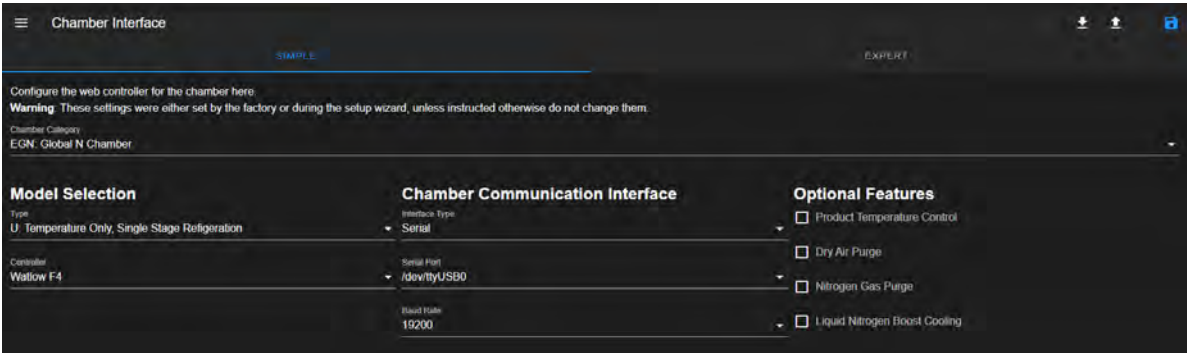 Chamber Interface
SIMPLE
EXPERT
Configure the web controller for the chamber here.
Warning: These settings were either set by the factory or during the setup wizard, unless instructed otherwise do not change them.
Chamber Category
EGN: Global N Chamber
Model Selection
Type
U: Temperature Only, Single Stage Refigeration
Controller
Watlow F4
Chamber Communication Interface
Interface Type
Serial
Serial Port
/dev/ttyUSB0
Baud Rate
19200
Optional Features
Product Temperature Control
Dry Air Purge
Nitrogen Gas Purge
Liquid Nitrogen Boost Cooling